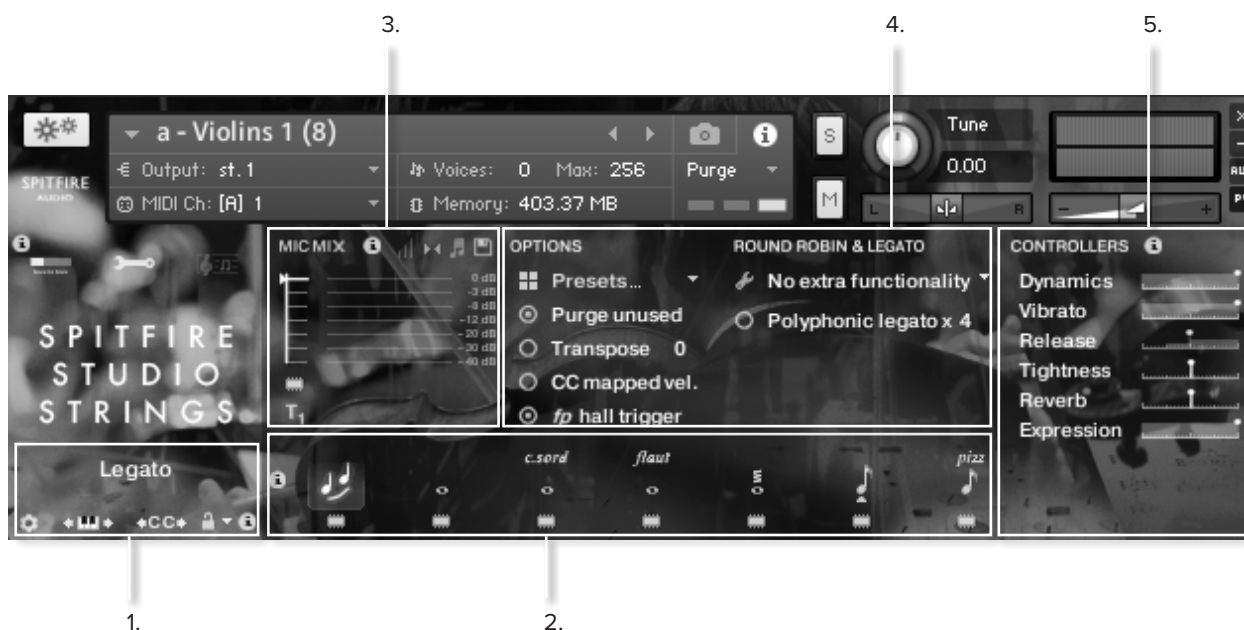 3.
4.
5.
a - Violins 1 (8)
S
Tune
SPITFIRE
AUDIO
Output: st. 1
Voices: 0 Max: 256
Purge
0.00
MIDI Ch: [A] 1
Memory: 403.37 MB
M
L
R
- +
MIC MIX
OPTIONS
ROUND ROBIN & LEGATO
CONTROLLERS
Presets...
No extra functionality
Dynamics
0 dB
-3 dB
-8 dB
-12 dB
-20 dB
-30 dB
-40 dB
Purge unused
Polyphonic legato x 4
Vibrato
SPITFIRE
STUDIO
STRINGS
Transpose 0
Release
CC mapped vel.
Tightness
T1
fp hall trigger
Reverb
Expression
Legato
c.sord
flaut
pizz
CC
1.
2.